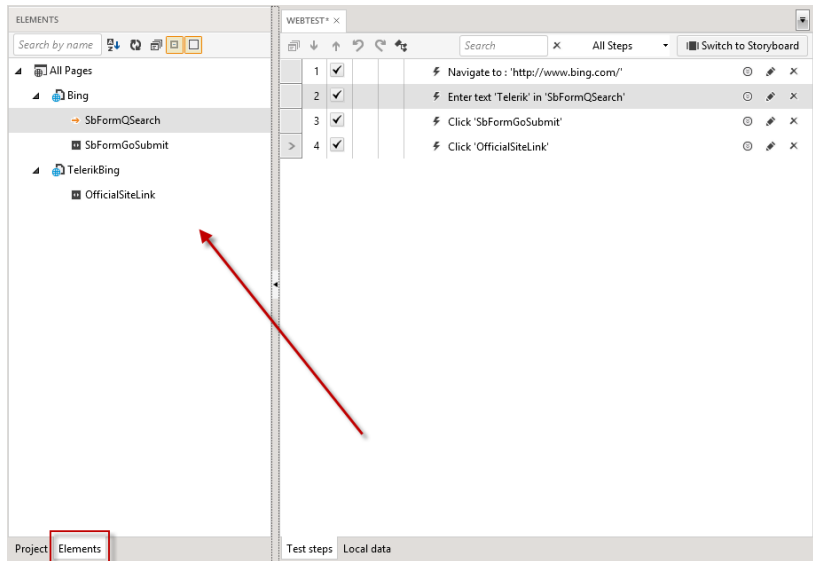 ELEMENTS
Search by name
All Pages
Bing
SbFormQSearch
SbFormGoSubmit
TelerikBing
OfficialSiteLink
Project Elements
WEBTEST* ×
Search × All Steps Switch to Storyboard
1 Navigate to : 'http://www.bing.com/'
2 Enter text 'Telerik' in 'SbFormQSearch'
3 Click 'SbFormGoSubmit'
> 4 Click 'OfficialSiteLink'
Test steps Local data